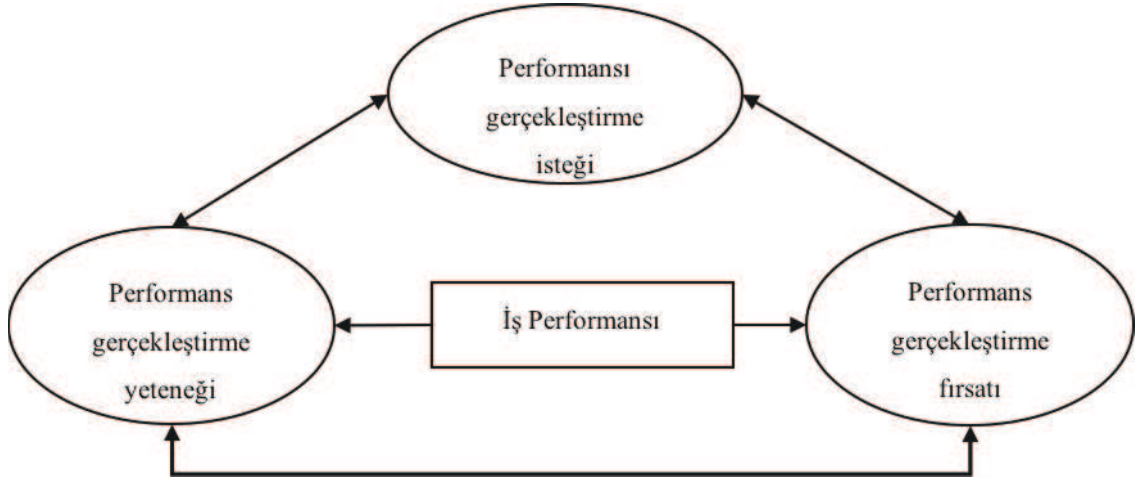 Performansı
gerçekleştirme
isteği
Performans
gerçekleştirme
yeteneği
İş Performansı
Performans
gerçekleştirme
fırsatı